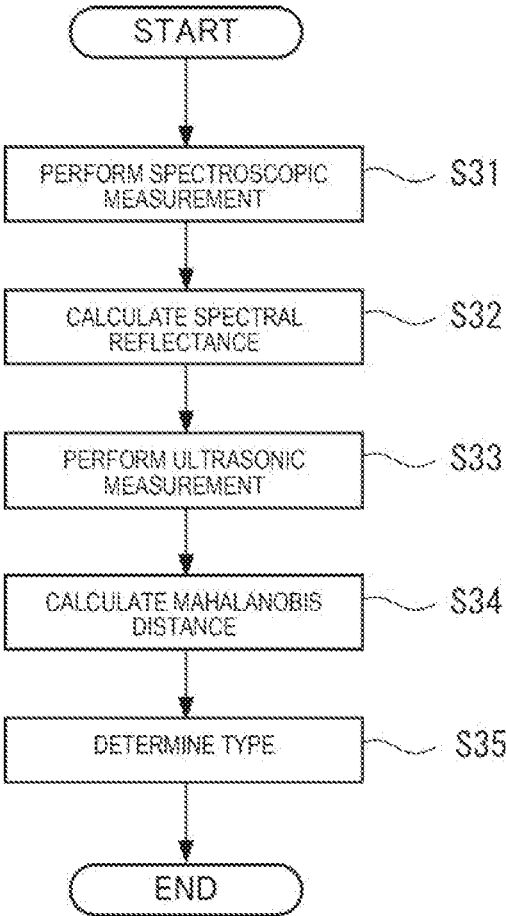 START
PERFORM SPECTROSCOPIC
MEASUREMENT
S31
CALCULATE SPECTRAL
REFLECTANCE
S32
PERFORM ULTRASONIC
MEASUREMENT
S33
CALCULATE MAHALANOBIS
DISTANCE
S34
DETERMINE TYPE
S35
END